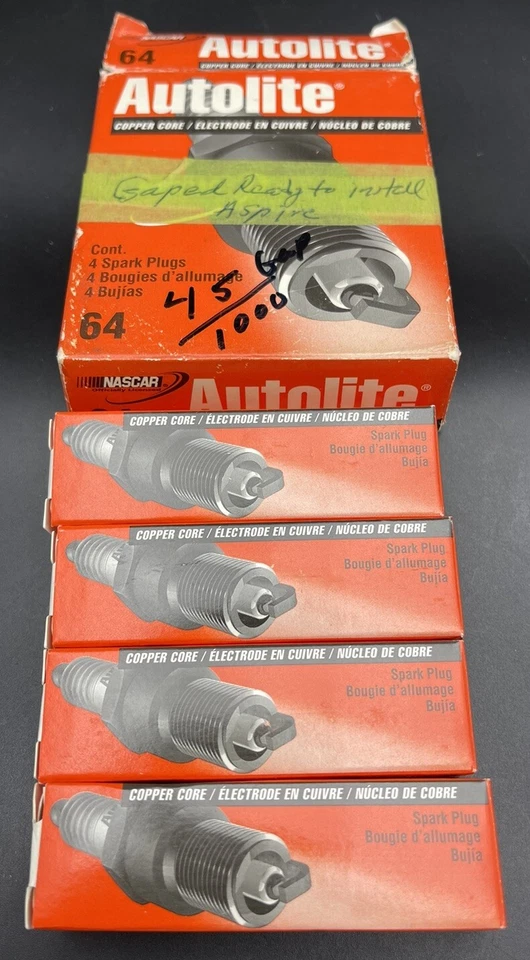 64 NASCAR Autolite®
COPPER CORE / ÉLECTRODE EN CUIVRE / NÚCLEO DE COBRE
Autolite®
COPPER CORE / ÉLECTRODE EN CUIVRE / NÚCLEO DE COBRE
Gaped Ready to install
Aspire
Cont.
4 Spark Plugs
4 Bougies d'allumage
4 Bujias
Gap
45/1000
64
NASCAR Autolite®
COPPER CORE / ÉLECTRODE EN CUIVRE / NÚCLEO DE COBRE
Spark Plug
Bougie d'allumage
Bujía
COPPER CORE / ÉLECTRODE EN CUIVRE / NÚCLEO DE COBRE
Spark Plug
Bougie d'allumage
Bujía
COPPER CORE / ÉLECTRODE EN CUIVRE / NÚCLEO DE COBRE
Spark Plug
Bougie d'allumage
Bujía
COPPER CORE / ÉLECTRODE EN CUIVRE / NÚCLEO DE COBRE
Spark Plug
Bougie d'allumage
Bujía